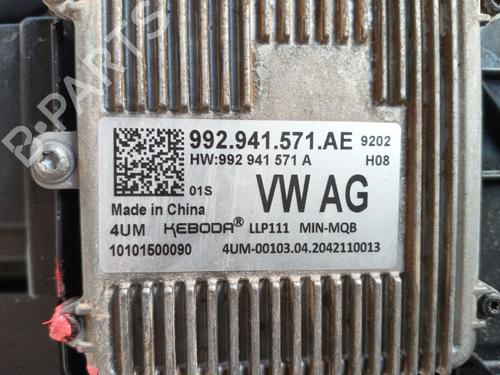 B-PARTS
992.941.571.AE 9202
HW:992 941 571 A H08
01S VW AG
Made in China
4UM KEBODA® LLP111 MIN-MQB
10101500090 4UM-00103.04.2042110013